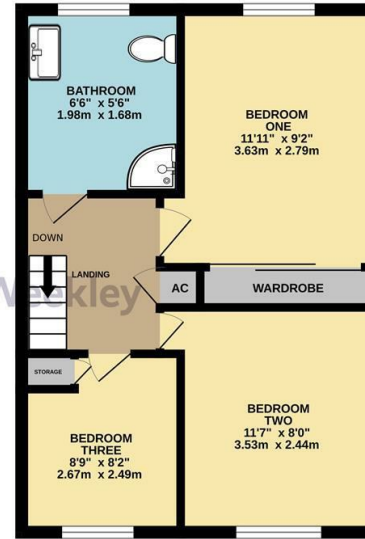 BATHROOM
6'6" x 5'6"
1.98m x 1.68m
BEDROOM
ONE
11'11" x 9'2"
3.63m x 2.79m
DOWN
LANDING
Weekley
AC
WARDROBE
STORAGE
BEDROOM
THREE
8'9" x 8'2"
2.67m x 2.49m
BEDROOM
TWO
11'7" x 8'0"
3.53m x 2.44m